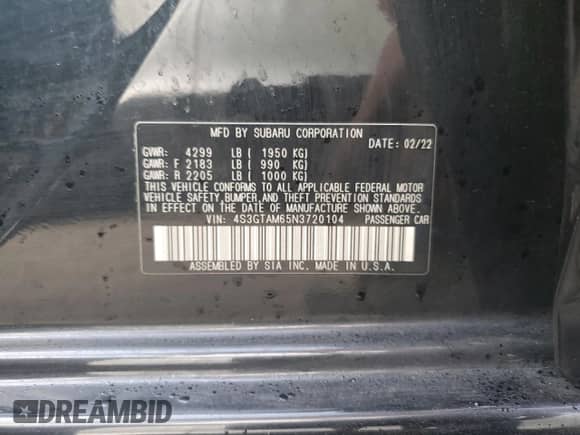 MFD BY SUBARU CORPORATION
DATE: 02/22
GVWR: 4299 LB ( 1950 KG)
GAWR: F 2183 LB ( 990 KG)
GAWR: R 2205 LB ( 1000 KG)
THIS VEHICLE CONFORMS TO ALL APPLICABLE FEDERAL MOTOR
VEHICLE SAFETY, BUMPER, AND THEFT PREVENTION STANDARDS
IN EFFECT ON THE DATE OF MANUFACTURE SHOWN ABOVE.
VIN: 4S3GTAM65N3720104 PASSENGER CAR
ASSEMBLED BY SIA INC. MADE IN U.S.A.
DREAMBID